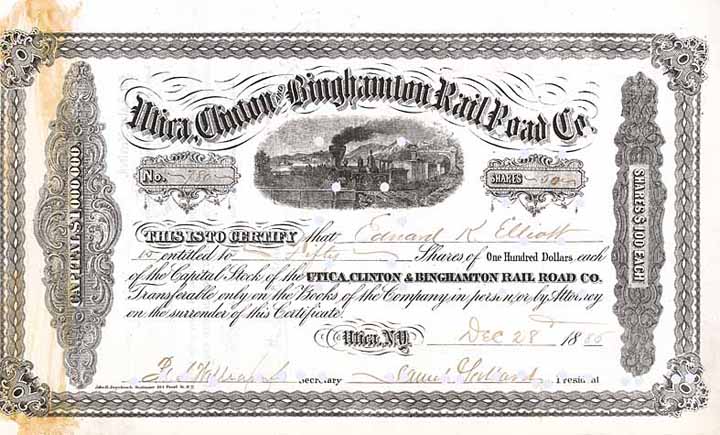 Utica, Clinton and Binghamton Rail Road Co.
No.
SHARES 50
CAPITAL $1,000,000.
SHARES $100 EACH
THIS IS TO CERTIFY that Edward K. Elliott
is entitled to Fifty Shares of One Hundred Dollars each
of the Capital Stock of the UTICA, CLINTON & BINGHAMTON RAIL ROAD CO.
Transferable only on the Books of the Company in person or by Attorney
on the surrender of this Certificate.
Utica, N.Y. Dec 28 1885
Secretary President